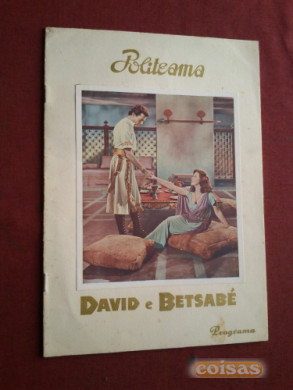 Politeama
DAVID e BETSABÉ
Programa
coisas